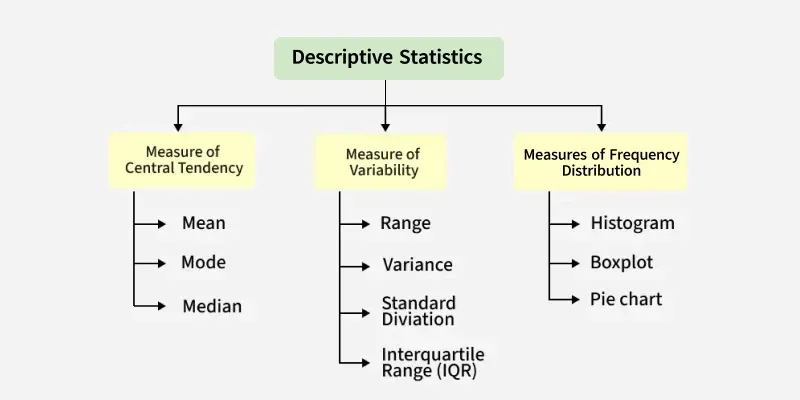 Descriptive Statistics
Measure of
Central Tendency
Mean
Mode
Median
Measure of
Variability
Range
Variance
Standard
Diviation
Interquartile
Range (IQR)
Measures of Frequency
Distribution
Histogram
Boxplot
Pie chart